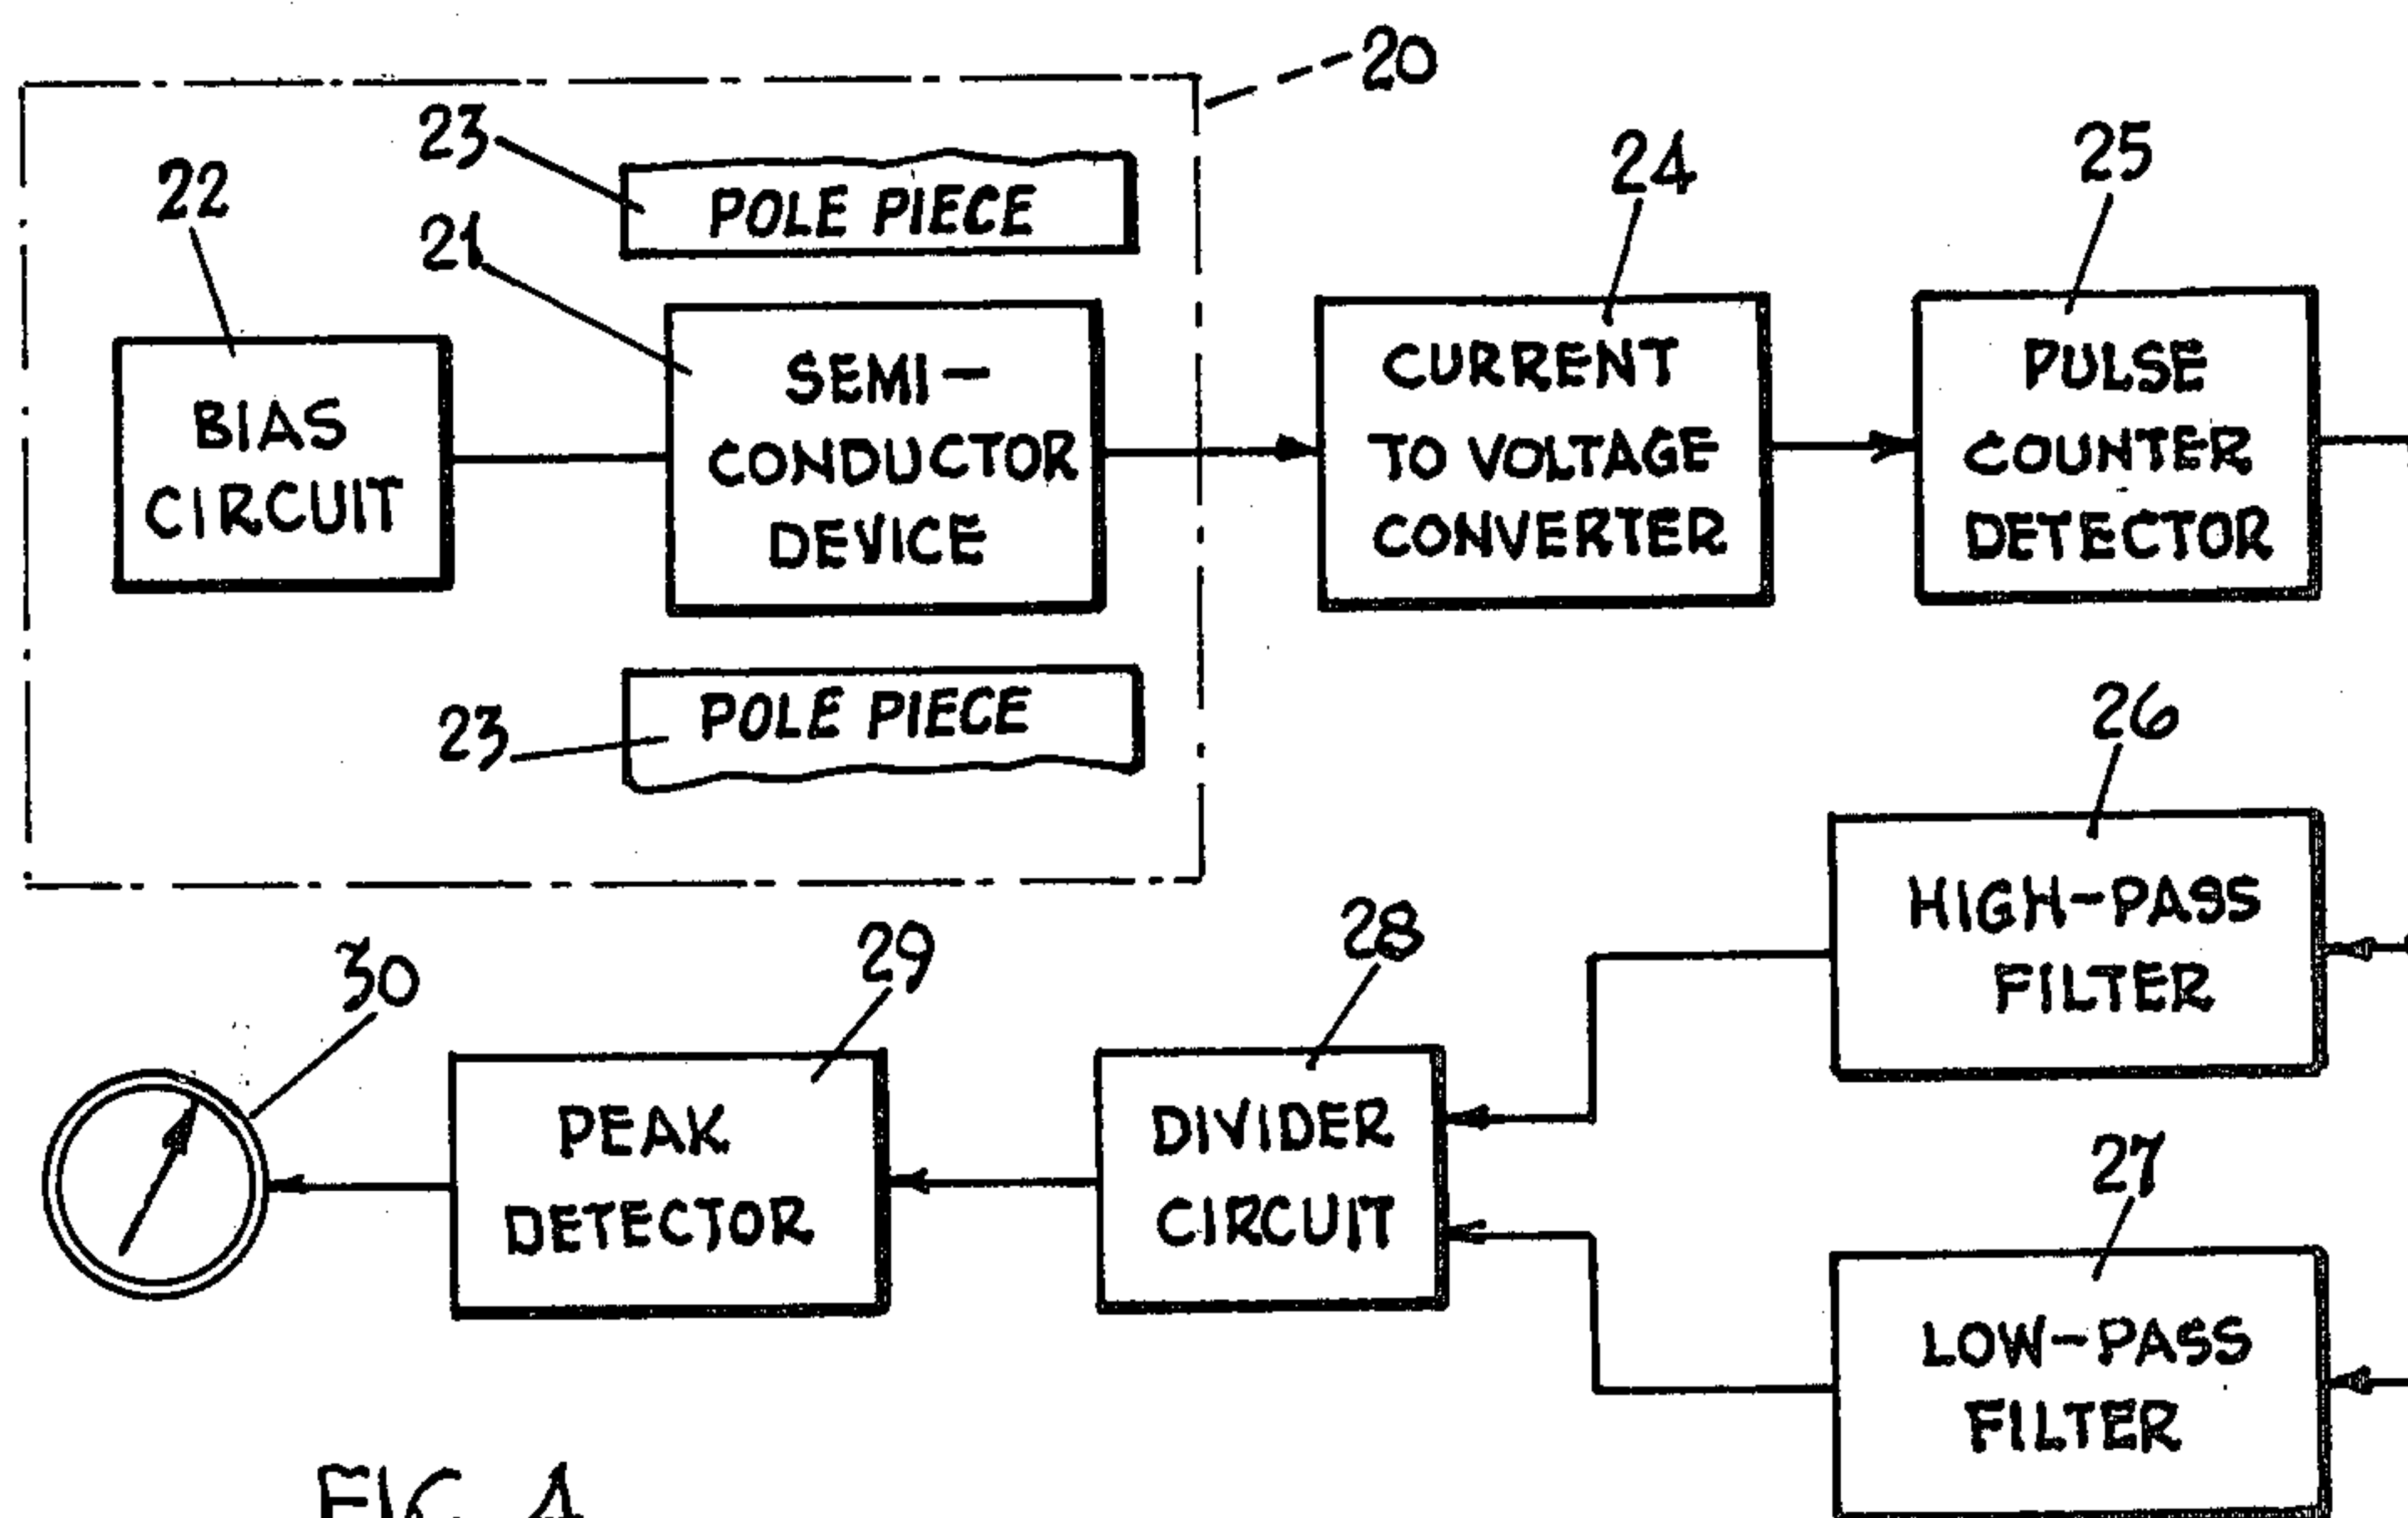 20
23
POLE PIECE
22
21
24
25
BIAS
CIRCUIT
SEMI-
CONDUCTOR
DEVICE
CURRENT
TO VOLTAGE
CONVERTER
PULSE
COUNTER
DETECTOR
23
POLE PIECE
26
HIGH-PASS
FILTER
30
29
28
PEAK
DETECTOR
DIVIDER
CIRCUIT
27
LOW-PASS
FILTER
FIG. 4